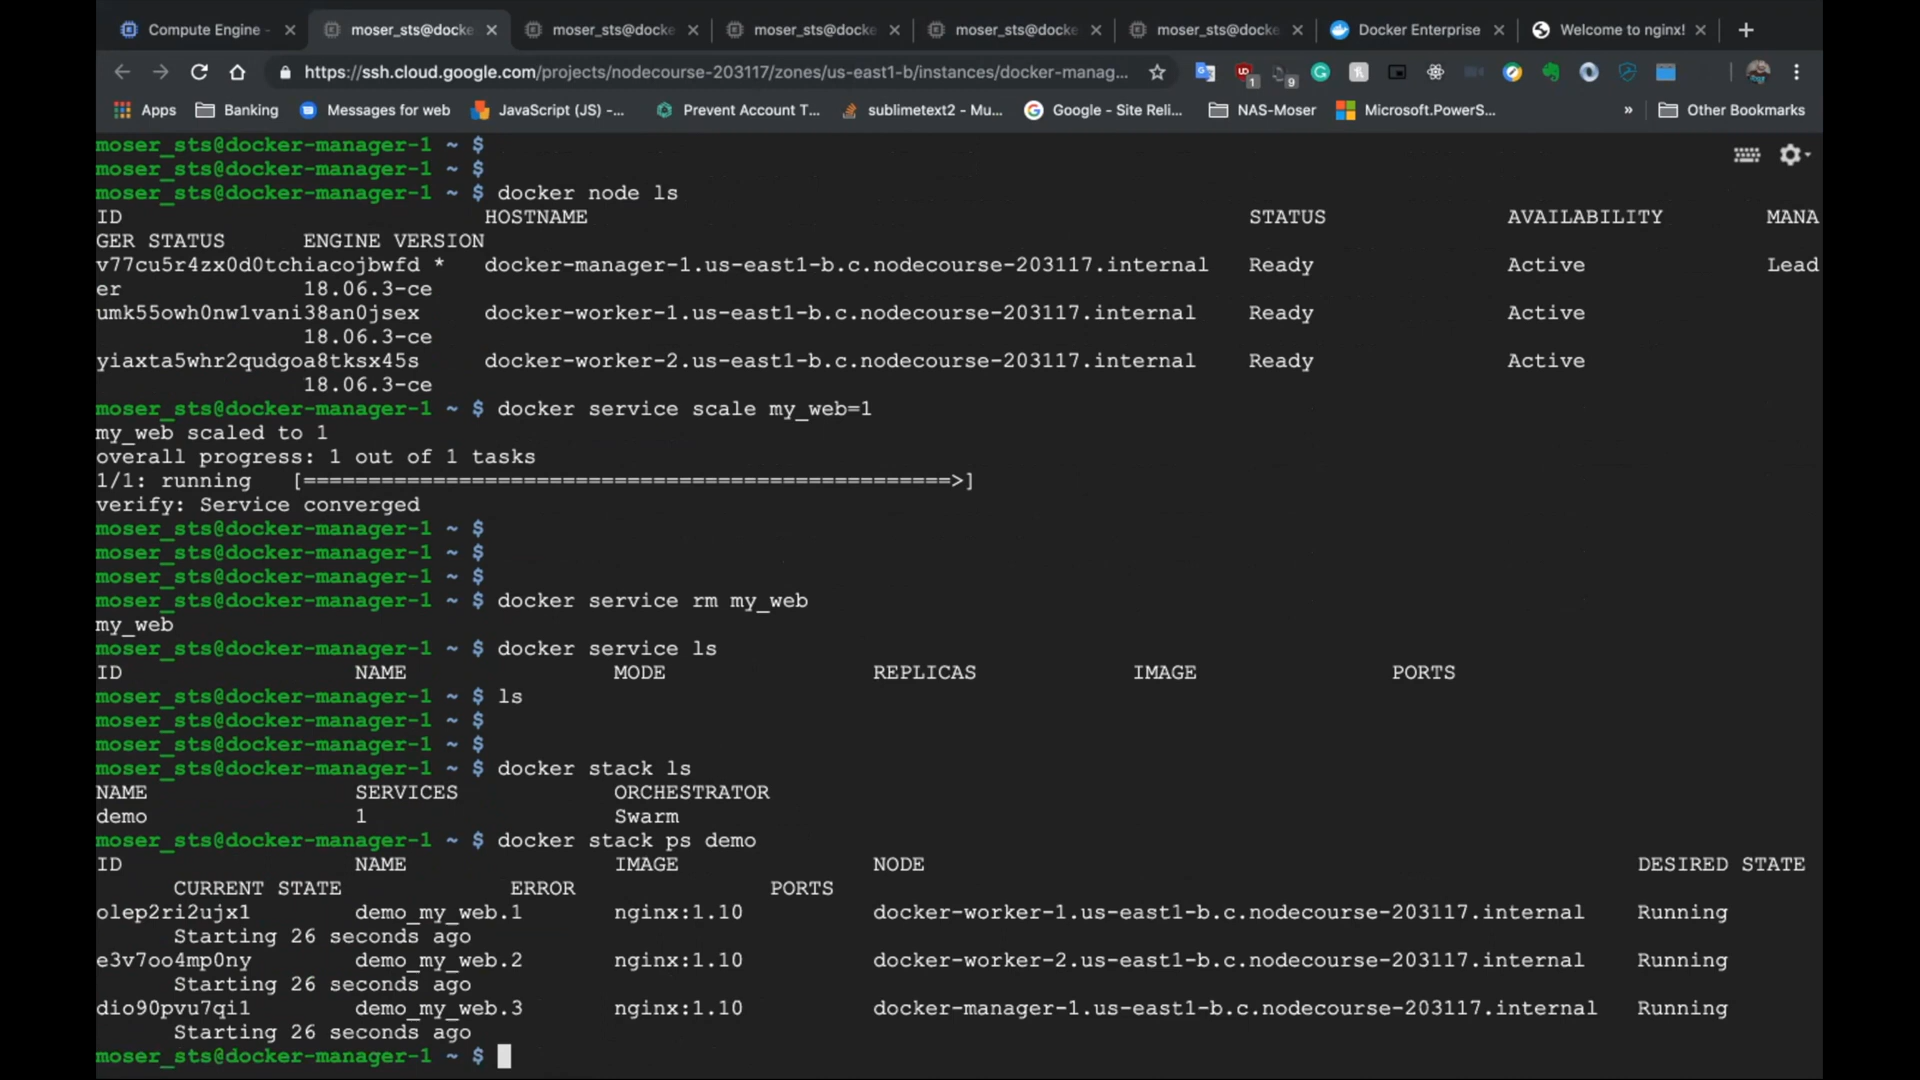 Compute Engine -
moser_sts@docke
moser_sts@docke
moser_sts@docke
moser_sts@docke
moser_sts@docke
Docker Enterprise
Welcome to nginx!
https://ssh.cloud.google.com/projects/nodecourse-203117/zones/us-east1-b/instances/docker-manag...
1
9
Apps
Banking
Messages for web
JavaScript (JS) -...
Prevent Account T...
sublimetext2 - Mu...
Google - Site Reli...
NAS-Moser
Microsoft.PowerS...
»
Other Bookmarks
moser_sts@docker-manager-1 ~ $
moser_sts@docker-manager-1 ~ $
moser_sts@docker-manager-1 ~ $ docker node ls
ID HOSTNAME STATUS AVAILABILITY MANA
GER STATUS ENGINE VERSION
v77cu5r4zx0d0tchiacojbwfd * docker-manager-1.us-east1-b.c.nodecourse-203117.internal Ready Active Lead
er 18.06.3-ce
umk55owh0nw1vani38an0jsex docker-worker-1.us-east1-b.c.nodecourse-203117.internal Ready Active
18.06.3-ce
yiaxta5whr2qudgoa8tksx45s docker-worker-2.us-east1-b.c.nodecourse-203117.internal Ready Active
18.06.3-ce
moser_sts@docker-manager-1 ~ $ docker service scale my_web=1
my_web scaled to 1
overall progress: 1 out of 1 tasks
1/1: running [==================================================>]
verify: Service converged
moser_sts@docker-manager-1 ~ $
moser_sts@docker-manager-1 ~ $
moser_sts@docker-manager-1 ~ $
moser_sts@docker-manager-1 ~ $ docker service rm my_web
my_web
moser_sts@docker-manager-1 ~ $ docker service ls
ID NAME MODE REPLICAS IMAGE PORTS
moser_sts@docker-manager-1 ~ $ ls
moser_sts@docker-manager-1 ~ $
moser_sts@docker-manager-1 ~ $
moser_sts@docker-manager-1 ~ $ docker stack ls
NAME SERVICES ORCHESTRATOR
demo 1 Swarm
moser_sts@docker-manager-1 ~ $ docker stack ps demo
ID NAME IMAGE NODE DESIRED STATE
CURRENT STATE ERROR PORTS
olep2ri2ujx1 demo_my_web.1 nginx:1.10 docker-worker-1.us-east1-b.c.nodecourse-203117.internal Running
Starting 26 seconds ago
e3v7oo4mp0ny demo_my_web.2 nginx:1.10 docker-worker-2.us-east1-b.c.nodecourse-203117.internal Running
Starting 26 seconds ago
dio90pvu7qi1 demo_my_web.3 nginx:1.10 docker-manager-1.us-east1-b.c.nodecourse-203117.internal Running
Starting 26 seconds ago
moser_sts@docker-manager-1 ~ $